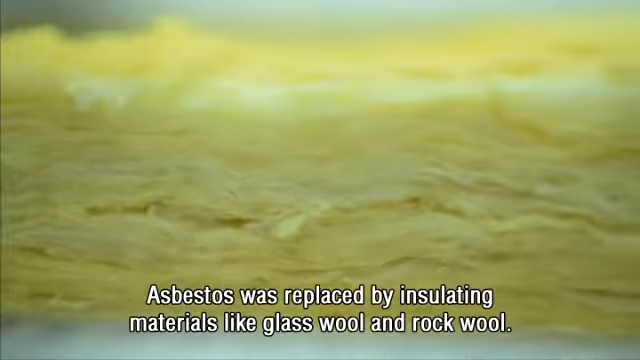 Asbestos was replaced by insulating
materials like glass wool and rock wool.